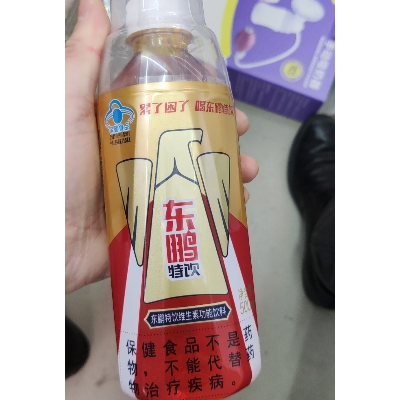 累了困了 喝东鹏特饮
东鹏
特饮
东鹏特饮维生素功能饮料
保健食品不是药
物，不能代替药
物治疗疾病。